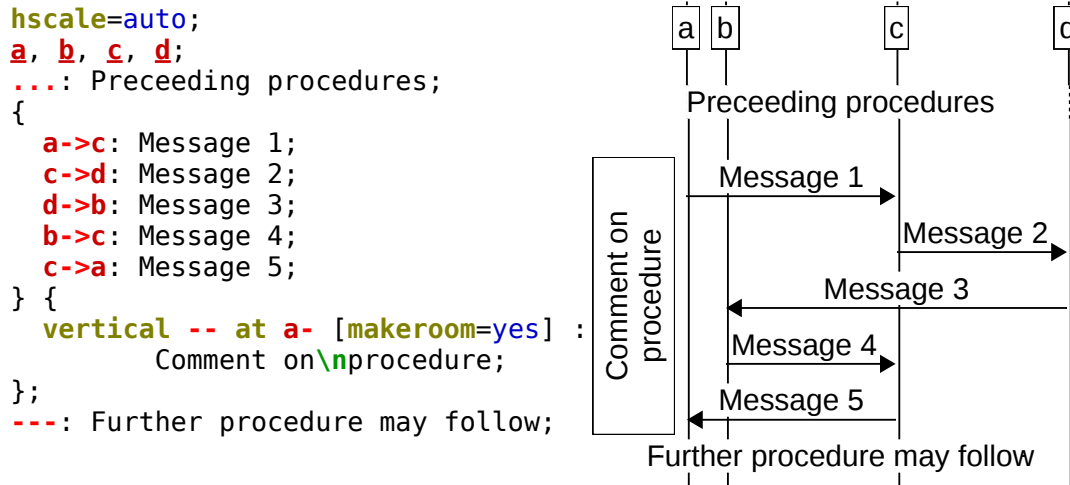 hscale=auto;
a, b, c, d;
...: Preceeding procedures;
{
  a->c: Message 1;
  c->d: Message 2;
  d->b: Message 3;
  b->c: Message 4;
  c->a: Message 5;
} {
  vertical -- at a- [makeroom=yes] :
         Comment on\nprocedure;
};
---: Further procedure may follow;
a b c d
Preceeding procedures
Comment on
procedure
Message 1
Message 2
Message 3
Message 4
Message 5
Further procedure may follow